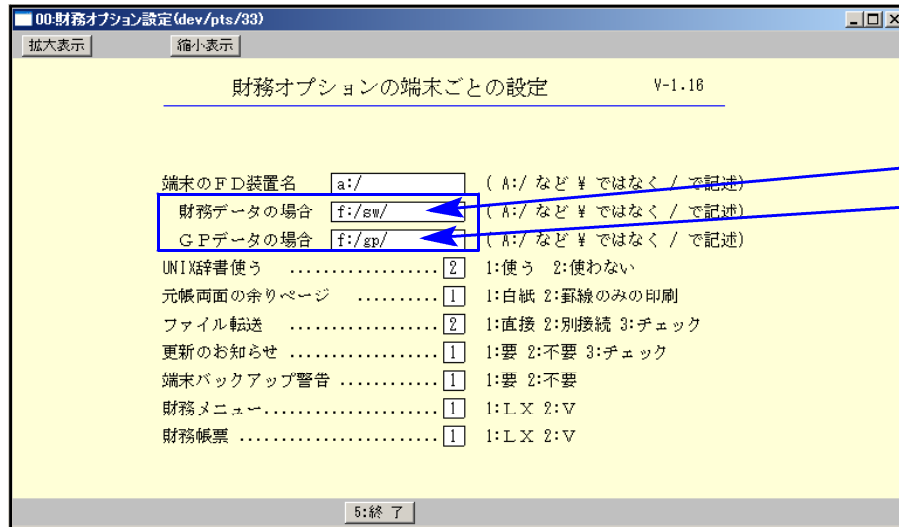 00:財務オプション設定(dev/pts/33)
拡大表示 縮小表示
財務オプションの端末ごとの設定 V-1.16
端末のＦＤ装置名 a:/ ( A:/ など ¥ ではなく / で記述)
財務データの場合 f:/sw/ ( A:/ など ¥ ではなく / で記述)
ＧＰデータの場合 f:/gp/ ( A:/ など ¥ ではなく / で記述)
UNIX辞書使う .................. 2 1:使う 2:使わない
元帳両面の余りページ .......... 1 1:白紙 2:罫線のみの印刷
ファイル転送 .................. 2 1:直接 2:別接続 3:チェック
更新のお知らせ ................ 1 1:要 2:不要 3:チェック
端末バックアップ警告 ............ 1 1:要 2:不要
財務メニュー..................... 1 1:ＬＸ 2:Ｖ
財務帳票 ........................ 1 1:ＬＸ 2:Ｖ
5:終 了